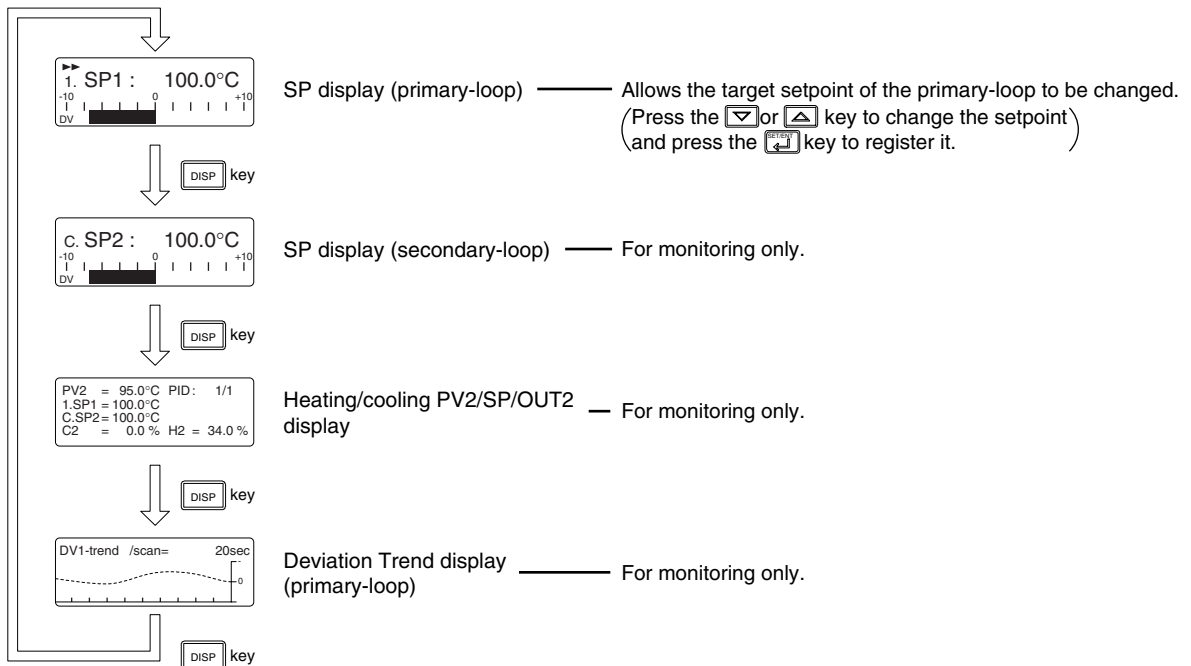 ▶▶
1. SP1 : 100.0°C
-10 0 +10
DV
SP display (primary-loop)
Allows the target setpoint of the primary-loop to be changed.
(Press the ▽ or △ key to change the setpoint
and press the SET/ENT key to register it.)
DISP key
C. SP2 : 100.0°C
-10 0 +10
DV
SP display (secondary-loop)
For monitoring only.
DISP key
PV2 = 95.0°C PID: 1/1
1.SP1 = 100.0°C
C.SP2 = 100.0°C
C2 = 0.0 % H2 = 34.0 %
Heating/cooling PV2/SP/OUT2
display
For monitoring only.
DISP key
DV1-trend /scan= 20sec
0
Deviation Trend display
(primary-loop)
For monitoring only.
DISP key